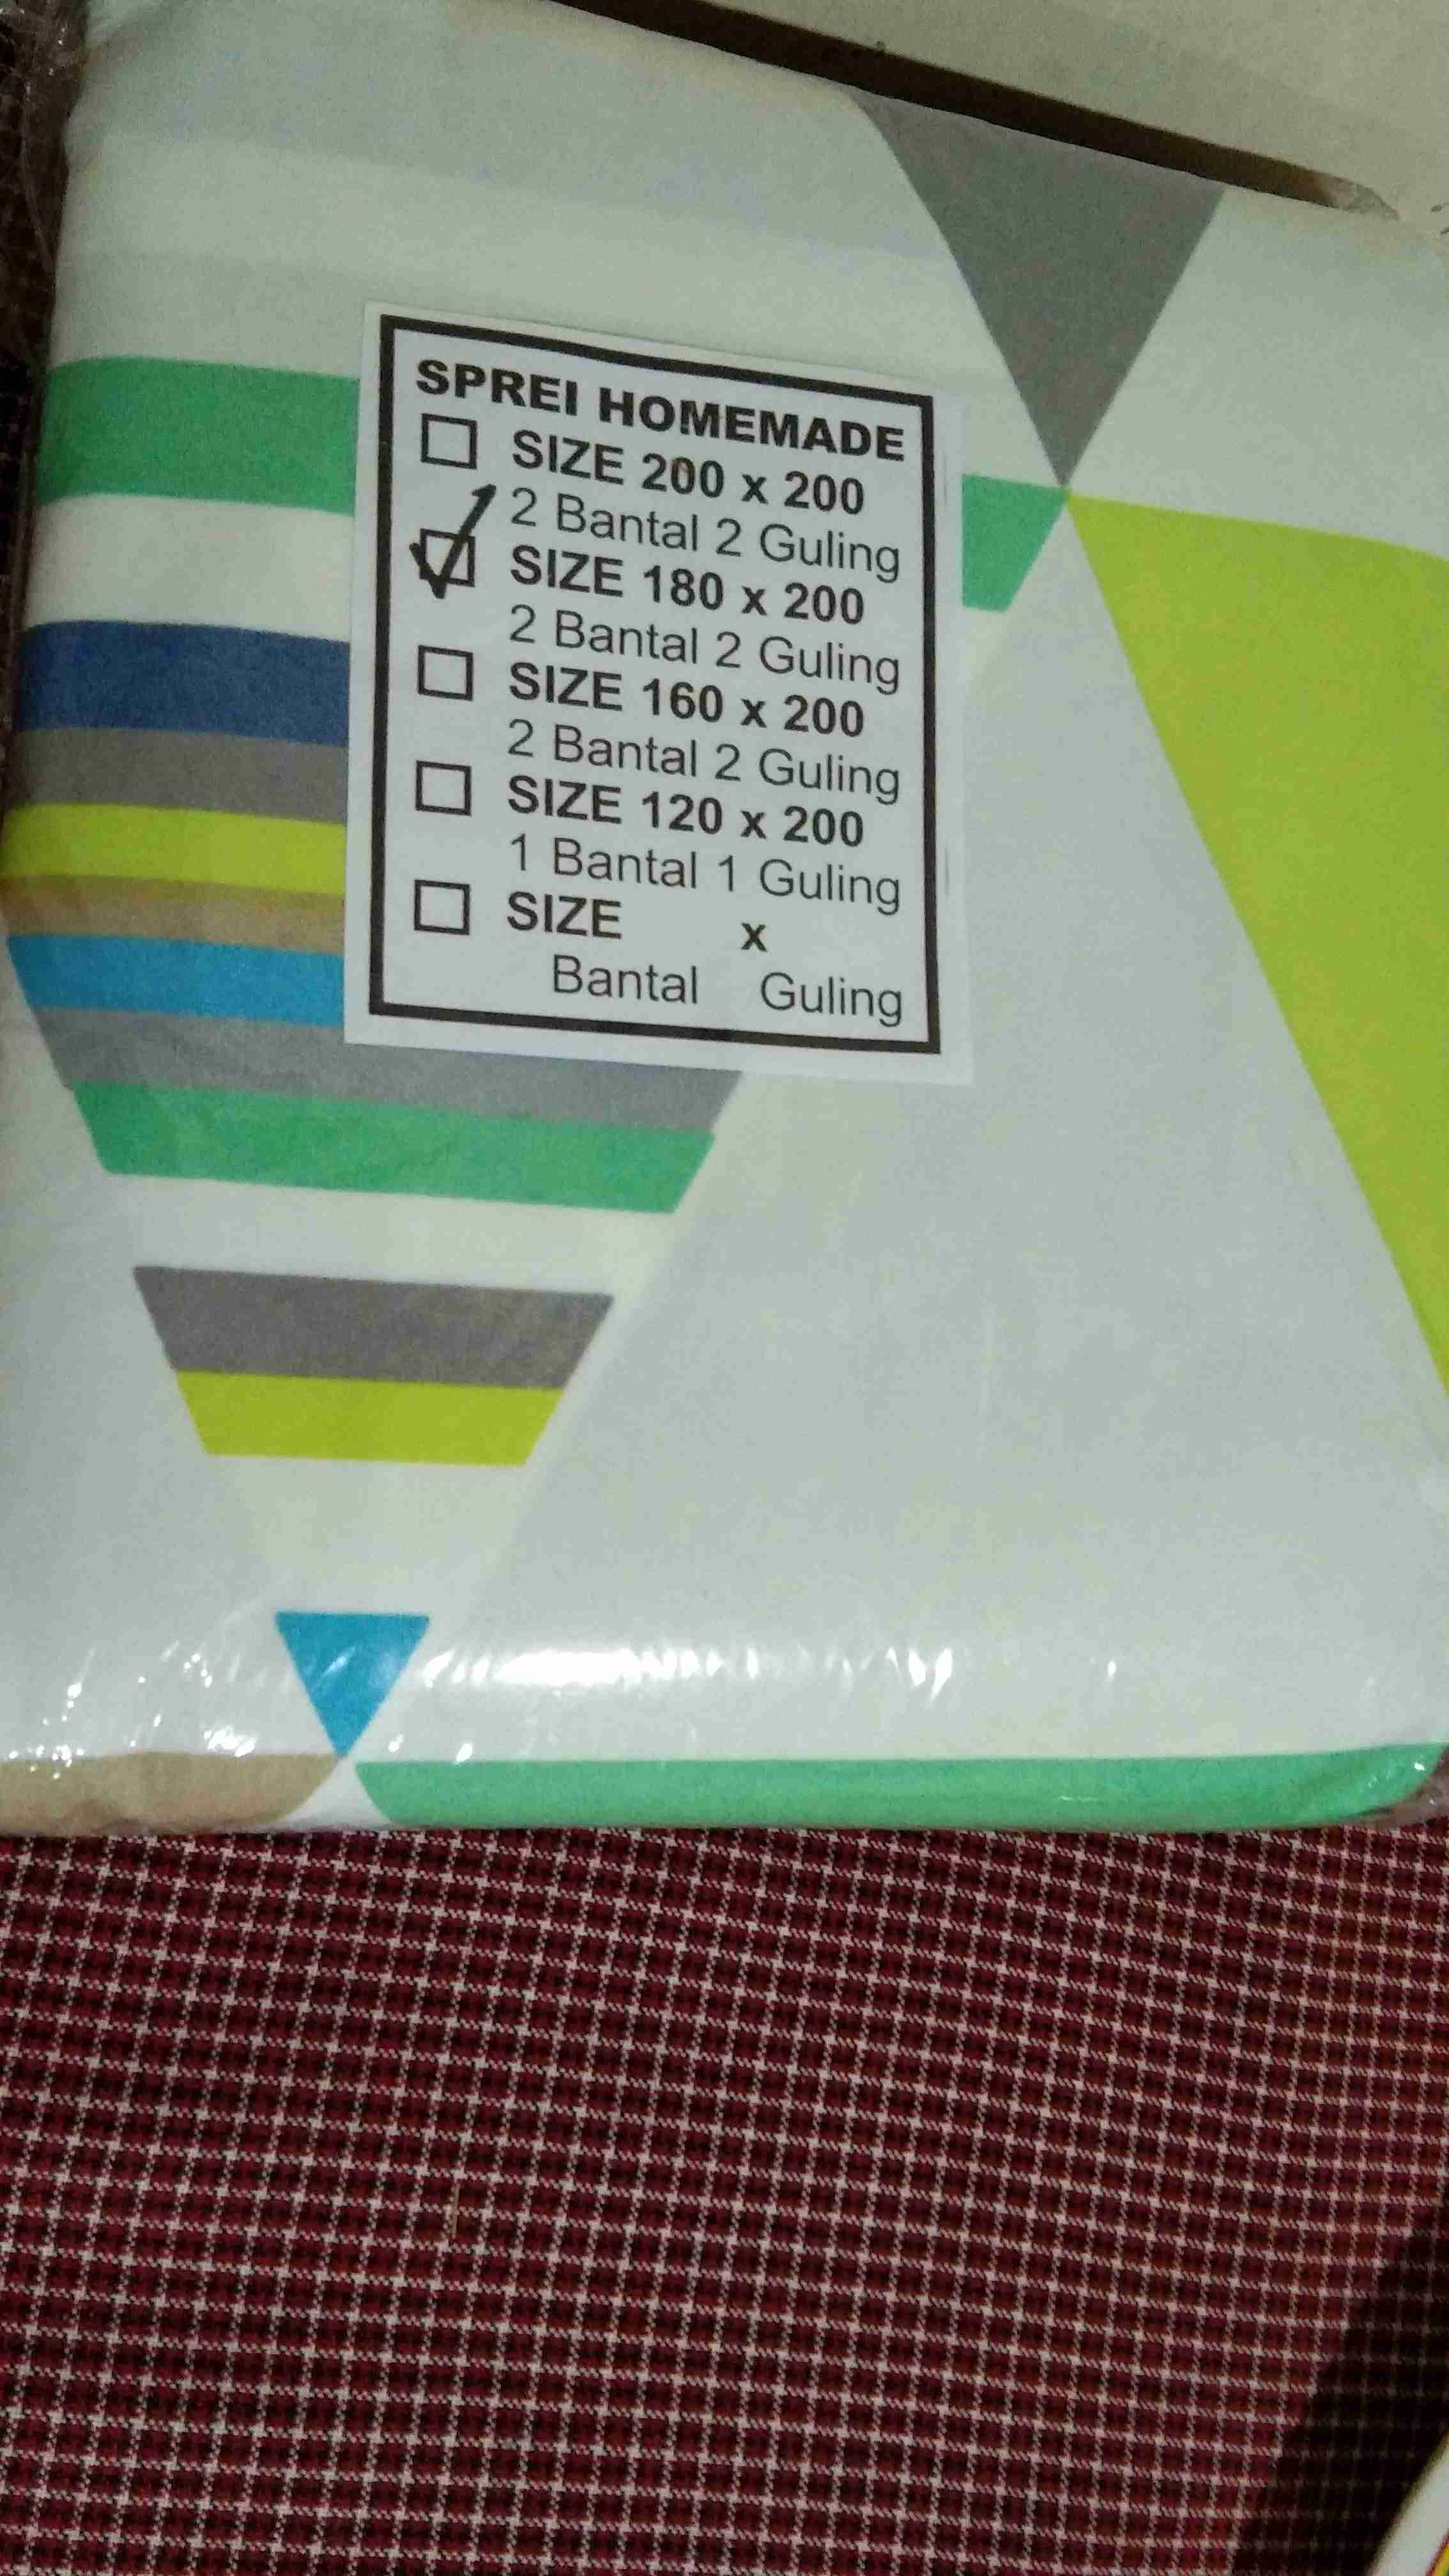 SPREI HOMEMADE
SIZE 200 x 200
2 Bantal 2 Guling
SIZE 180 x 200
2 Bantal 2 Guling
SIZE 160 x 200
2 Bantal 2 Guling
SIZE 120 x 200
1 Bantal 1 Guling
SIZE x
Bantal Guling